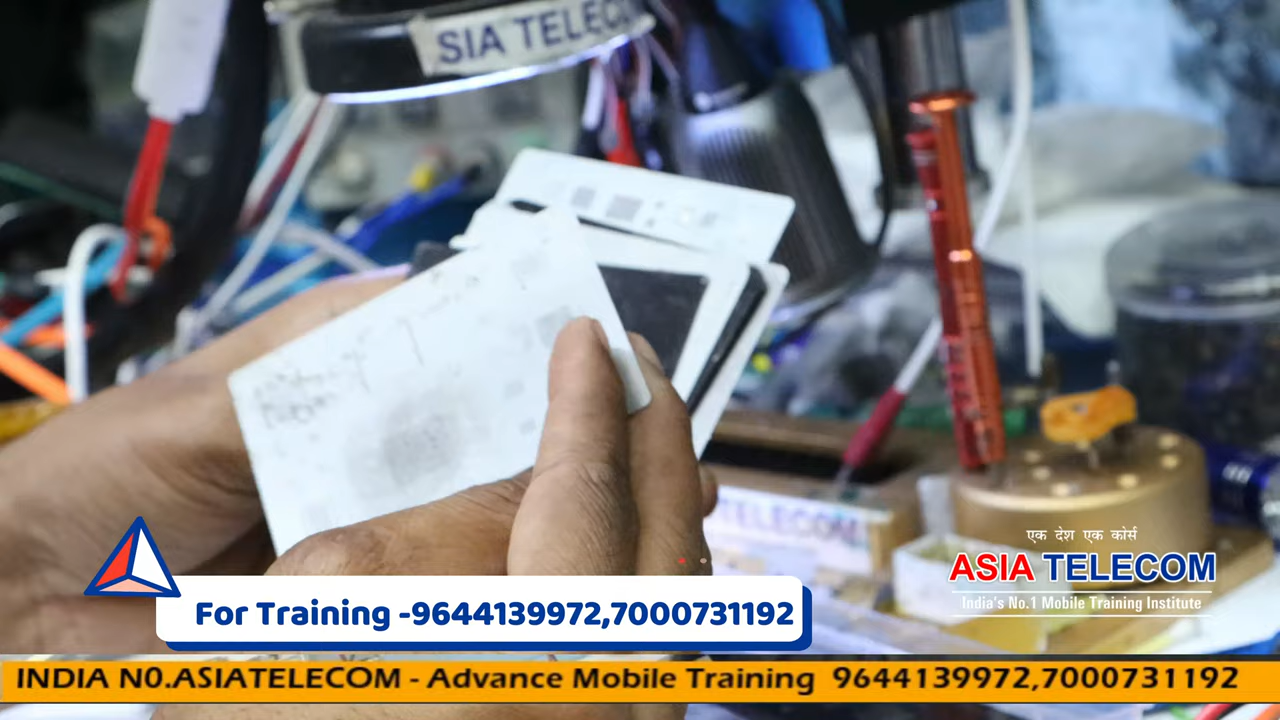 SIA TELECO
TELECOM
एक देश एक कोर्स
ASIA TELECOM
India's No.1 Mobile Training Institute
For Training -9644139972,7000731192
INDIA N0.ASIATELECOM - Advance Mobile Training 9644139972,7000731192